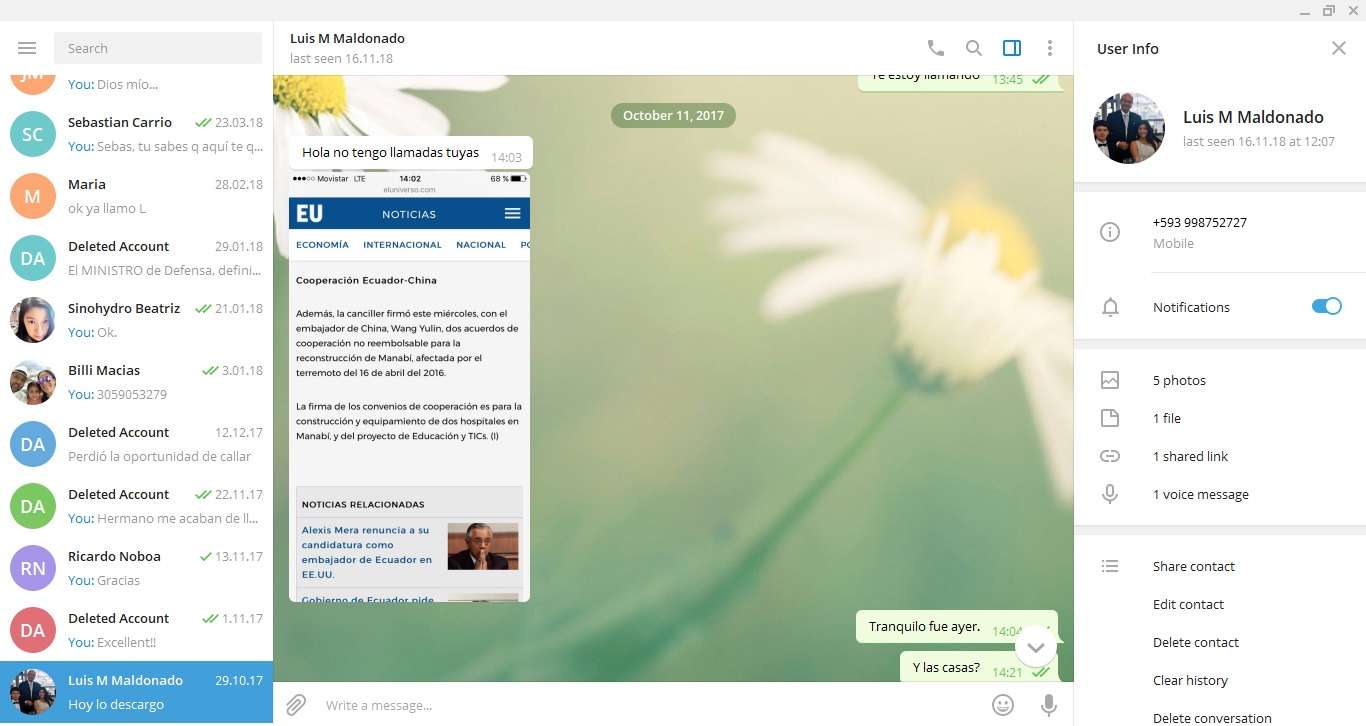 Search
JM
You: Dios mío...
SC
Sebastian Carrio
23.03.18
You: Sebas, tu sabes q aquí te q...
M
Maria
28.02.18
ok ya llamo L
DA
Deleted Account
29.01.18
El MINISTRO de Defensa, defini...
Sinohydro Beatriz
21.01.18
You: Ok.
Billi Macias
3.01.18
You: 3059053279
DA
Deleted Account
12.12.17
Perdió la oportunidad de callar
DA
Deleted Account
22.11.17
You: Hermano me acaban de ll...
RN
Ricardo Noboa
13.11.17
You: Gracias
DA
Deleted Account
1.11.17
You: Excellent!!
Luis M Maldonado
29.10.17
Hoy lo descargo
Luis M Maldonado
last seen 16.11.18
Te estoy llamando 13:45
October 11, 2017
Hola no tengo llamadas tuyas 14:03
Movistar LTE 14:02 68 %
eluniverso.com
EU NOTICIAS
ECONOMÍA INTERNACIONAL NACIONAL PO
Cooperación Ecuador-China
Además, la canciller firmó este miércoles, con el
embajador de China, Wang Yulin, dos acuerdos de
cooperación no reembolsable para la
reconstrucción de Manabí, afectada por el
terremoto del 16 de abril del 2016.
La firma de los convenios de cooperación es para la
construcción y equipamiento de dos hospitales en
Manabí, y del proyecto de Educación y TICs. (I)
NOTICIAS RELACIONADAS
Alexis Mera renuncia a su
candidatura como
embajador de Ecuador en
EE.UU.
Gobierno de Ecuador pide
Tranquilo fue ayer. 14:04
Y las casas? 14:21
Write a message...
User Info
Luis M Maldonado
last seen 16.11.18 at 12:07
+593 998752727
Mobile
Notifications
5 photos
1 file
1 shared link
1 voice message
Share contact
Edit contact
Delete contact
Clear history
Delete conversation